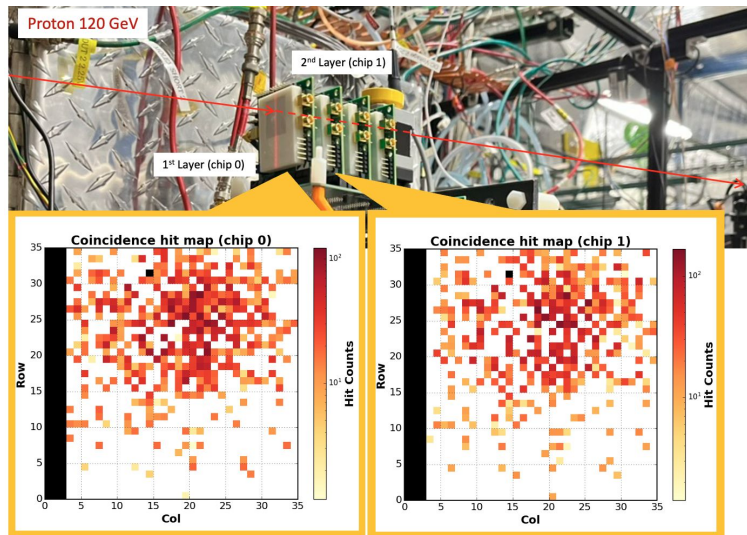 Proton 120 GeV
2nd Layer (chip 1)
1st Layer (chip 0)
Coincidence hit map (chip 0)
Row
35
30
25
20
15
10
5
0
0 5 10 15 20 25 30 35
Col
10²
10¹
Hit Counts
Coincidence hit map (chip 1)
Row
35
30
25
20
15
10
5
0
0 5 10 15 20 25 30 35
Col
10²
10¹
Hit Counts